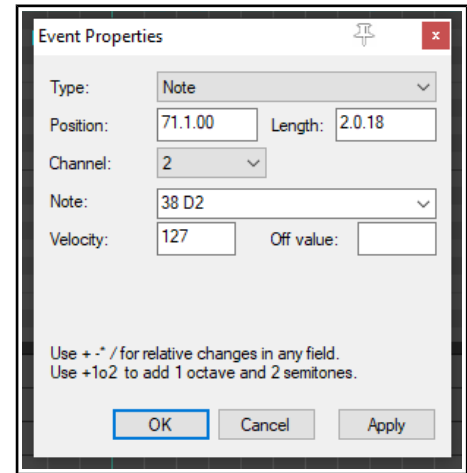 Event Properties
Type: Note
Position: 71.1.00 Length: 2.0.18
Channel: 2
Note: 38 D2
Velocity: 127 Off value:
Use + -* / for relative changes in any field.
Use +1o2 to add 1 octave and 2 semitones.
OK Cancel Apply